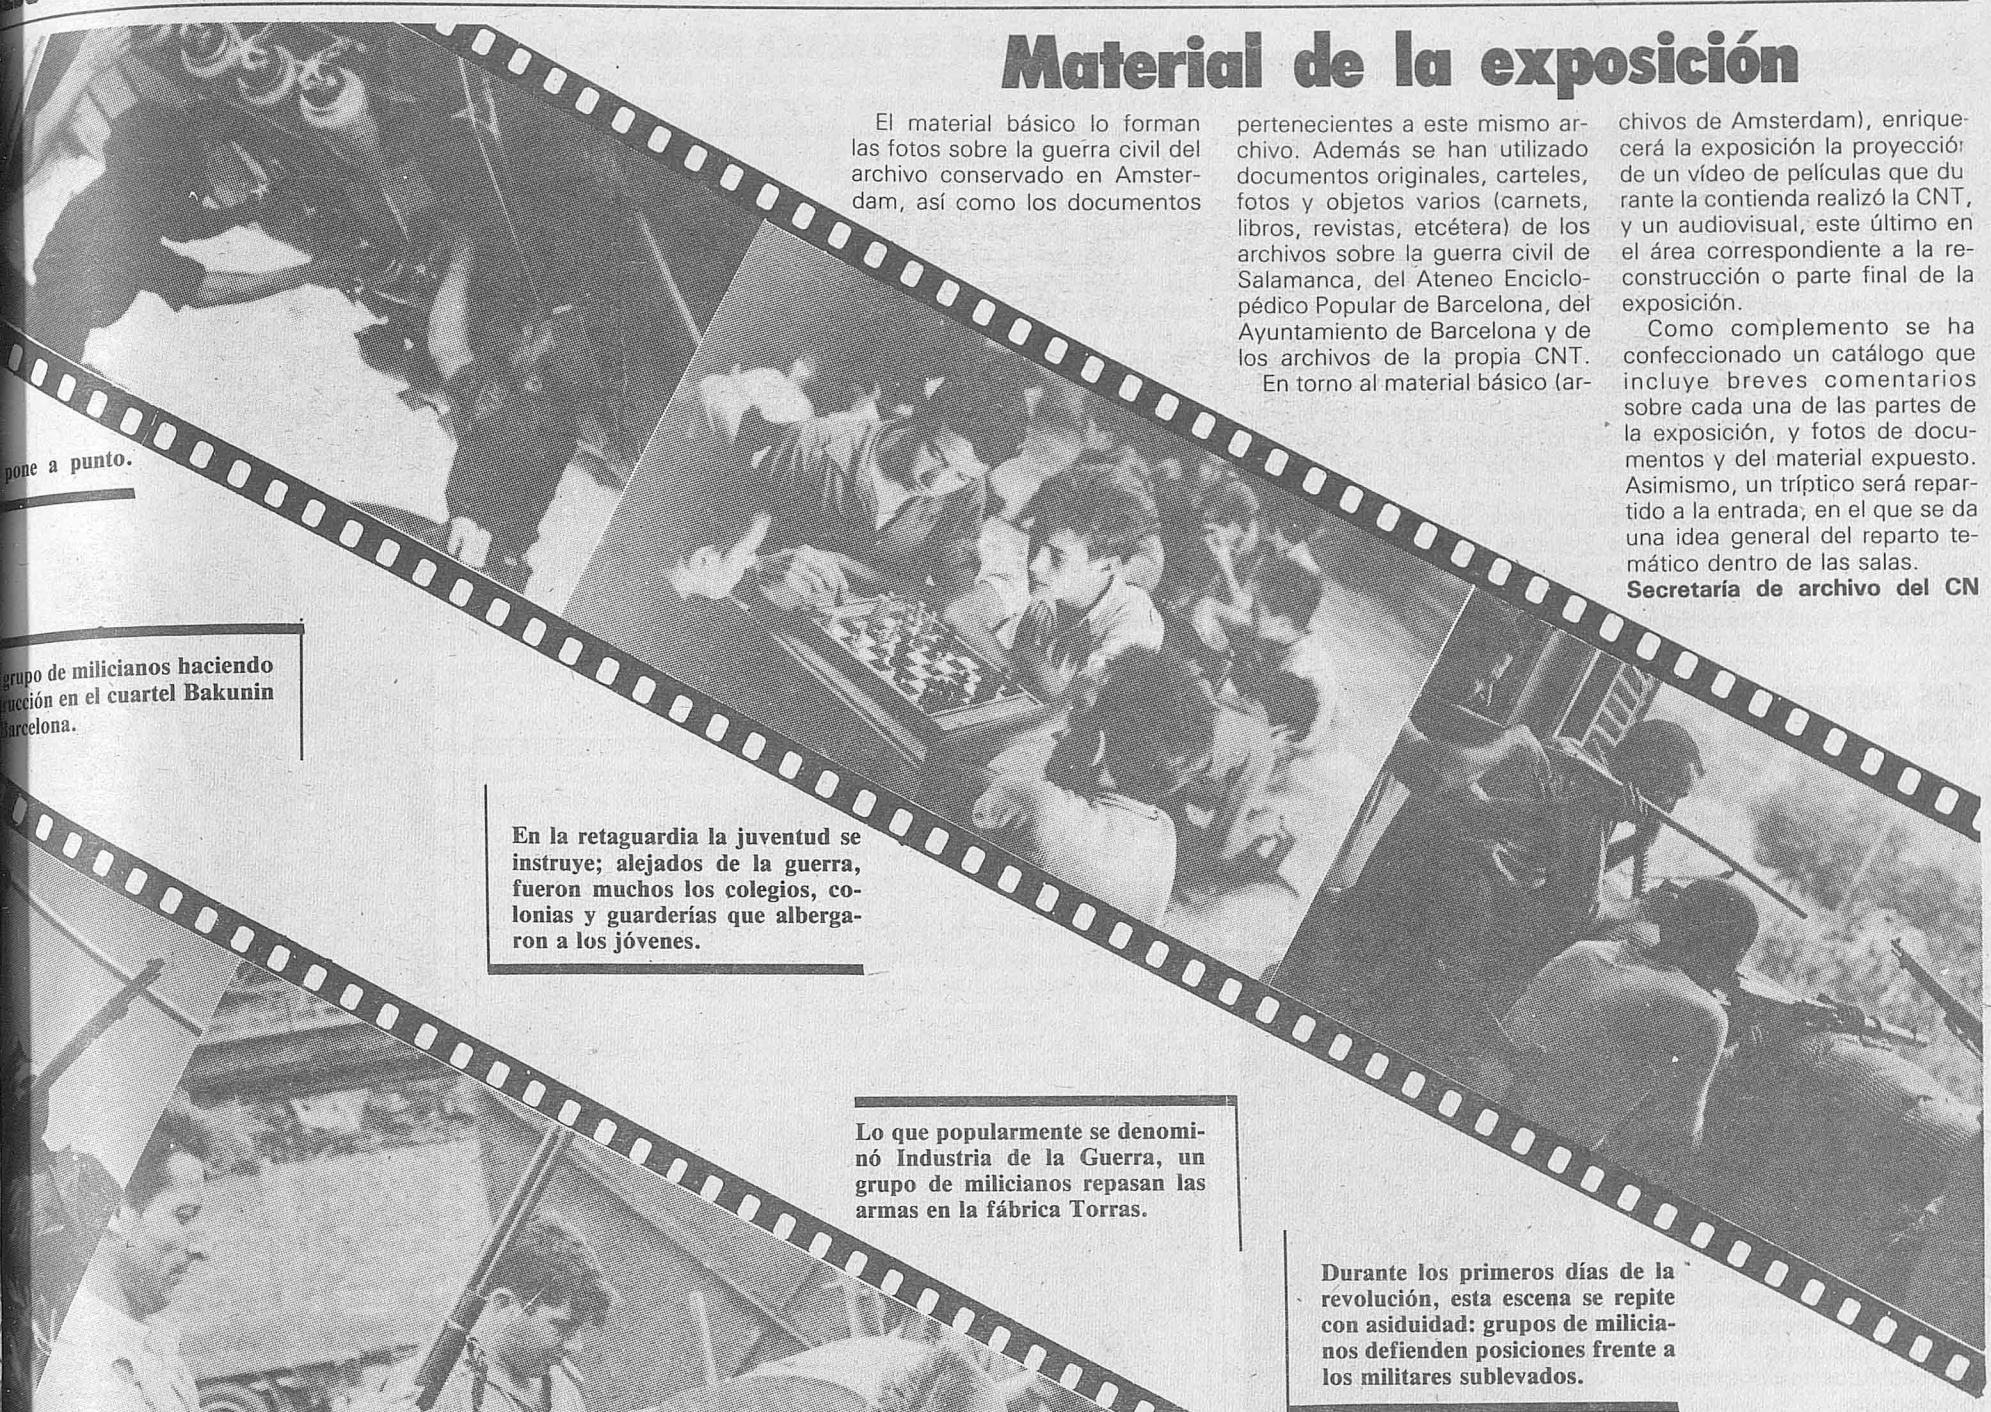 Material de la exposición
El material básico lo forman
las fotos sobre la guerra civil del
archivo conservado en Amster-
dam, así como los documentos
pertenecientes a este mismo ar-
chivo. Además se han utilizado
documentos originales, carteles,
fotos y objetos varios (carnets,
libros, revistas, etcétera) de los
archivos sobre la guerra civil de
Salamanca, del Ateneo Enciclo-
pédico Popular de Barcelona, del
Ayuntamiento de Barcelona y de
los archivos de la propia CNT.
En torno al material básico (ar-
chivos de Amsterdam), enrique-
cerá la exposición la proyección
de un vídeo de películas que du
rante la contienda realizó la CNT,
y un audiovisual, este último en
el área correspondiente a la re-
construcción o parte final de la
exposición.
Como complemento se ha
confeccionado un catálogo que
incluye breves comentarios
sobre cada una de las partes de
la exposición, y fotos de docu-
mentos y del material expuesto.
Asimismo, un tríptico será repar-
tido a la entrada, en el que se da
una idea general del reparto te-
mático dentro de las salas.
Secretaría de archivo del CN
pone a punto.
grupo de milicianos haciendo
rucción en el cuartel Bakunin
Barcelona.
En la retaguardia la juventud se
instruye; alejados de la guerra,
fueron muchos los colegios, co-
lonias y guarderías que alberga-
ron a los jóvenes.
Lo que popularmente se denomi-
nó Industria de la Guerra, un
grupo de milicianos repasan las
armas en la fábrica Torras.
Durante los primeros días de la
revolución, esta escena se repite
con asiduidad: grupos de milicia-
nos defienden posiciones frente a
los militares sublevados.